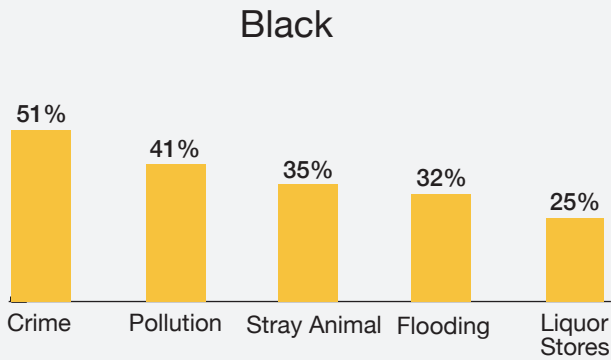 Black
51%
41%
35%
32%
25%
Crime
Pollution
Stray Animal
Flooding
Liquor
Stores